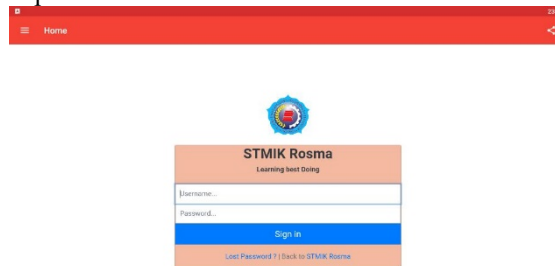 Home
STMIK Rosma
Learning best Doing
Username...
Password...
Sign in
Lost Password ? | Back to STMIK Rosma